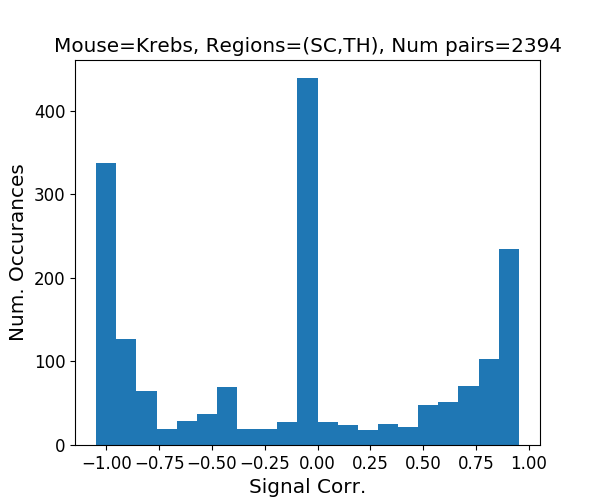 Mouse=Krebs, Regions=(SC,TH), Num pairs=2394
400
300
200
100
0
Num. Occurances
−1.00 −0.75 −0.50 −0.25 0.00 0.25 0.50 0.75 1.00
Signal Corr.